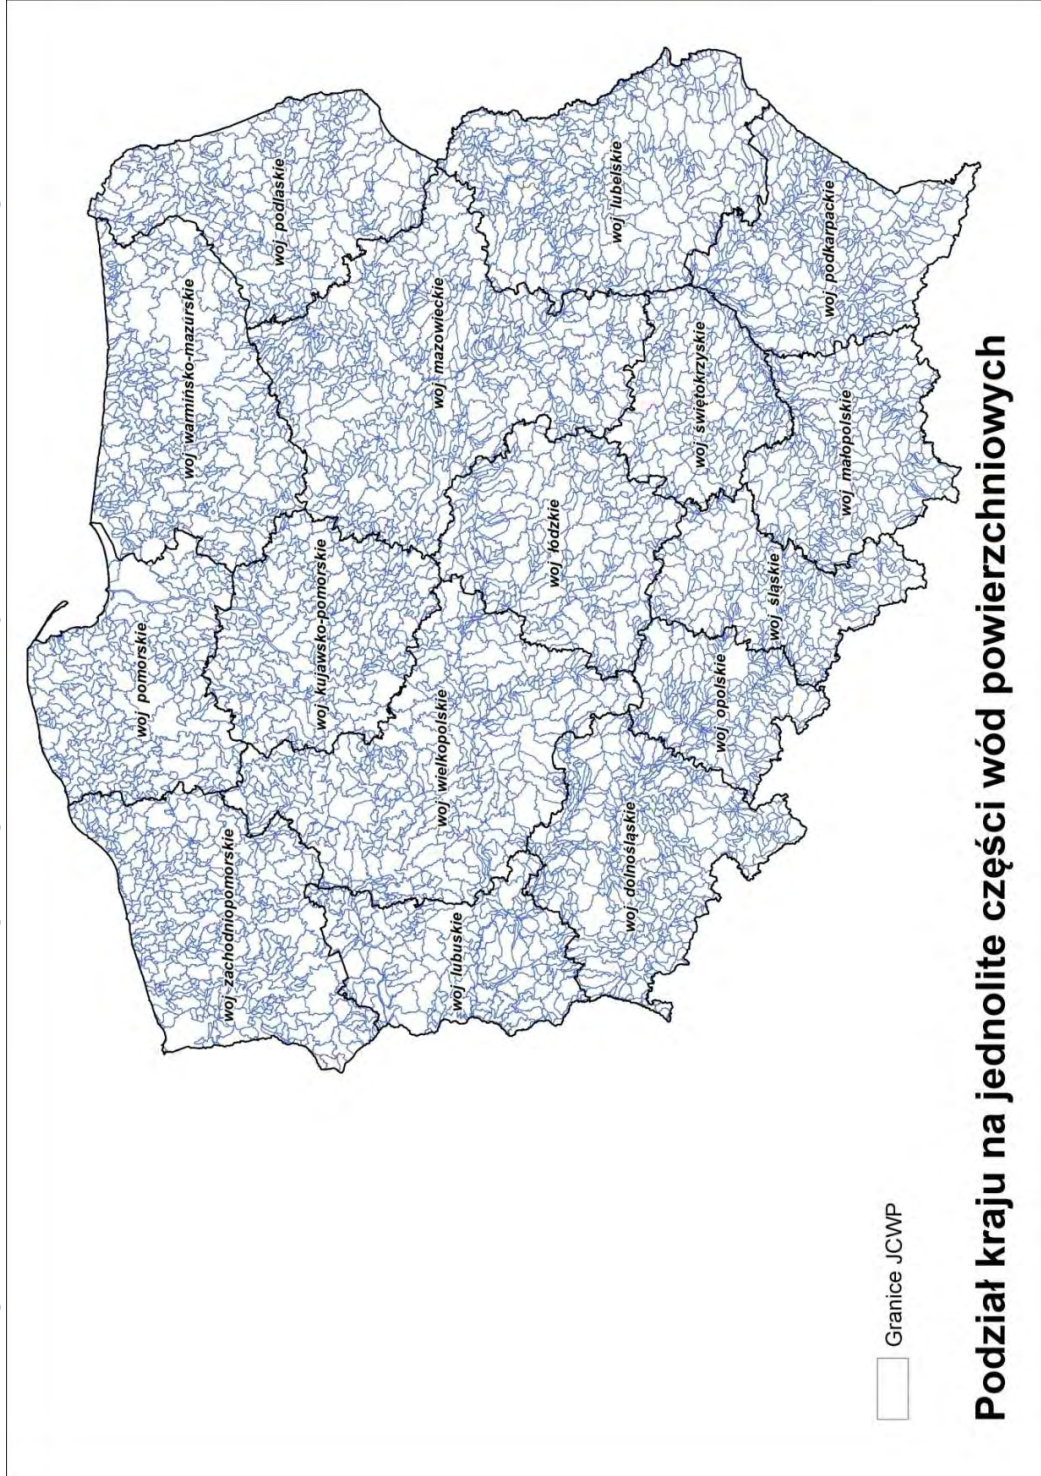 woj pomorskie
woj warmińsko-mazurskie
woj podlaskie
woj zachodniopomorskie
woj kujawsko-pomorskie
woj mazowieckie
woj wielkopolskie
woj lubuskie
woj łódzkie
woj lubelskie
woj dolnośląskie
woj opolskie
woj śląskie
woj świętokrzyskie
woj małopolskie
woj podkarpackie
Granice JCWP
Podział kraju na jednolite części wód powierzchniowych